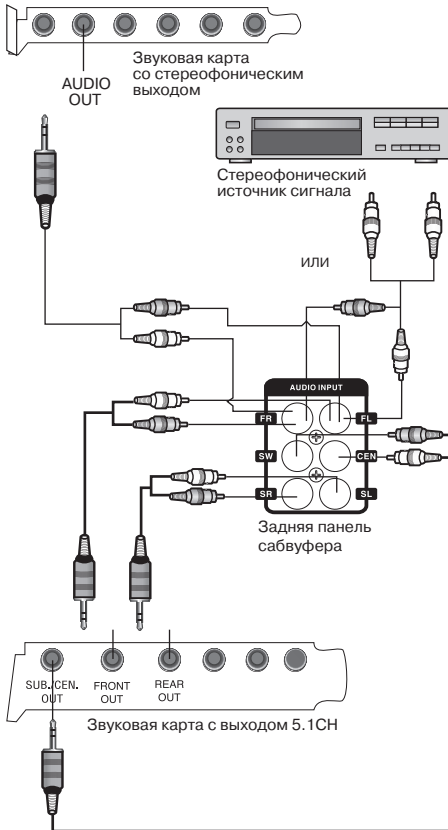 AUDIO
OUT
Звуковая карта
со стереофоническим
выходом
Стереофонический
источник сигнала
ИЛИ
AUDIO INPUT
FR
FL
SW
CEN
SR
SL
Задняя панель
сабвуфера
SUB./CEN.
OUT
FRONT
OUT
REAR
OUT
Звуковая карта с выходом 5.1CH